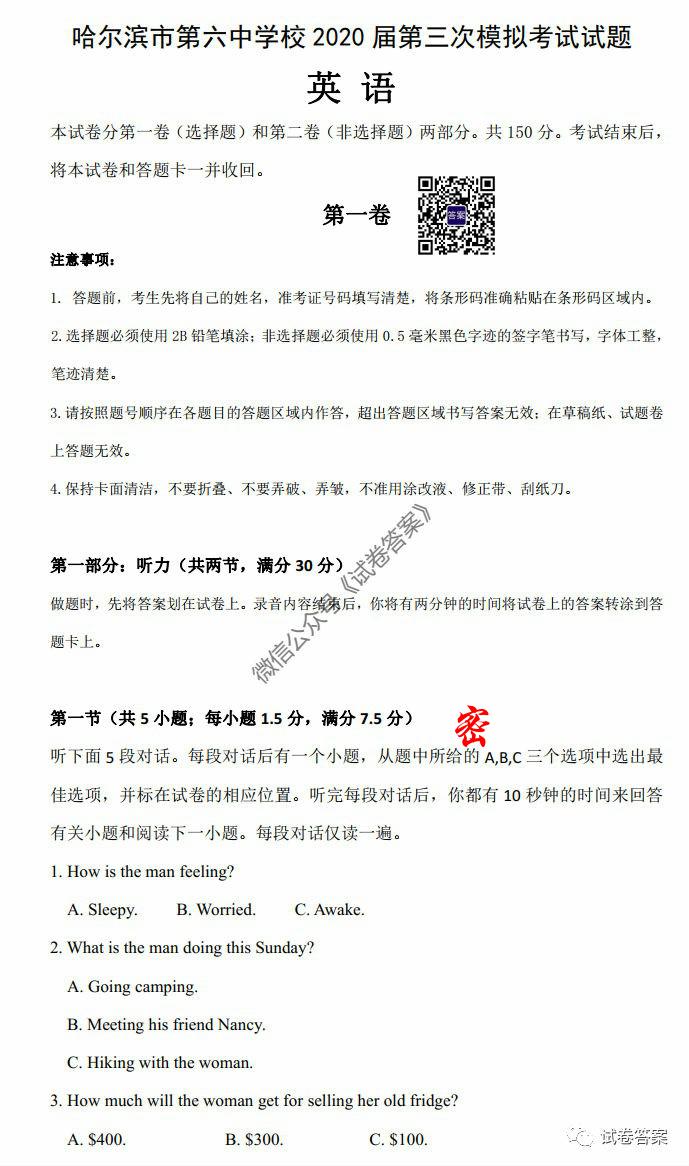 哈尔滨市第六中学校 2020 届第三次模拟考试试题
英 语
本试卷分第一卷（选择题）和第二卷（非选择题）两部分。共 150 分。考试结束后，
将本试卷和答题卡一并收回。
第一卷
答案
注意事项：
1. 答题前，考生先将自己的姓名，准考证号码填写清楚，将条形码准确粘贴在条形码区域内。
2.选择题必须使用 2B 铅笔填涂；非选择题必须使用 0.5 毫米黑色字迹的签字笔书写，字体工整，
笔迹清楚。
3.请按照题号顺序在各题目的答题区域内作答，超出答题区域书写答案无效；在草稿纸、试题卷
上答题无效。
4.保持卡面清洁，不要折叠、不要弄破、弄皱，不准用涂改液、修正带、刮纸刀。
微信公众号《试卷答案》
第一部分：听力（共两节，满分 30 分）
做题时，先将答案划在试卷上。录音内容结束后，你将有两分钟的时间将试卷上的答案转涂到答
题卡上。
第一节（共 5 小题；每小题 1.5 分，满分 7.5 分）
密
听下面 5 段对话。每段对话后有一个小题，从题中所给的 A,B,C 三个选项中选出最
佳选项，并标在试卷的相应位置。听完每段对话后，你都有 10 秒钟的时间来回答
有关小题和阅读下一小题。每段对话仅读一遍。
1. How is the man feeling?
A. Sleepy. B. Worried. C. Awake.
2. What is the man doing this Sunday?
A. Going camping.
B. Meeting his friend Nancy.
C. Hiking with the woman.
3. How much will the woman get for selling her old fridge?
A. $400. B. $300. C. $100.
试卷答案